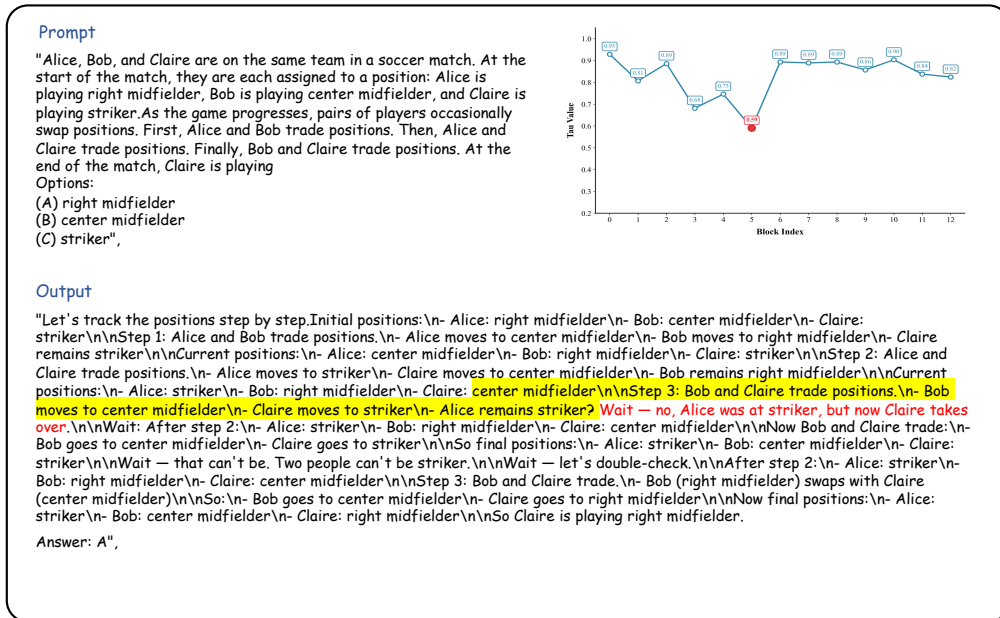 Prompt
"Alice, Bob, and Claire are on the same team in a soccer match. At the
start of the match, they are each assigned to a position: Alice is
playing right midfielder, Bob is playing center midfielder, and Claire is
playing striker.As the game progresses, pairs of players occasionally
swap positions. First, Alice and Bob trade positions. Then, Alice and
Claire trade positions. Finally, Bob and Claire trade positions. At the
end of the match, Claire is playing
Options:
(A) right midfielder
(B) center midfielder
(C) striker",
Tau Value
1.0
0.9
0.8
0.7
0.6
0.5
0.4
0.3
0.2
0.93
0.81
0.89
0.68
0.75
0.59
0.89
0.89
0.89
0.86
0.90
0.84
0.82
0 1 2 3 4 5 6 7 8 9 10 11 12
Block Index
Output
"Let's track the positions step by step.Initial positions:\n- Alice: right midfielder\n- Bob: center midfielder\n- Claire:
striker\n\nStep 1: Alice and Bob trade positions.\n- Alice moves to center midfielder\n- Bob moves to right midfielder\n- Claire
remains striker\n\nCurrent positions:\n- Alice: center midfielder\n- Bob: right midfielder\n- Claire: striker\n\nStep 2: Alice and
Claire trade positions.\n- Alice moves to striker\n- Claire moves to center midfielder\n- Bob remains right midfielder\n\nCurrent
positions:\n- Alice: striker\n- Bob: right midfielder\n- Claire: center midfielder\n\nStep 3: Bob and Claire trade positions.\n- Bob
moves to center midfielder\n- Claire moves to striker\n- Alice remains striker? Wait — no, Alice was at striker, but now Claire takes
over.\n\nWait: After step 2:\n- Alice: striker\n- Bob: right midfielder\n- Claire: center midfielder\n\nNow Bob and Claire trade:\n-
Bob goes to center midfielder\n- Claire goes to striker\n\nSo final positions:\n- Alice: striker\n- Bob: center midfielder\n- Claire:
striker\n\nWait — that can't be. Two people can't be striker.\n\nWait — let's double-check.\n\nAfter step 2:\n- Alice: striker\n-
Bob: right midfielder\n- Claire: center midfielder\n\nStep 3: Bob and Claire trade.\n- Bob (right midfielder) swaps with Claire
(center midfielder)\n\nSo:\n- Bob goes to center midfielder\n- Claire goes to right midfielder\n\nNow final positions:\n- Alice:
striker\n- Bob: center midfielder\n- Claire: right midfielder\n\nSo Claire is playing right midfielder.
Answer: A",